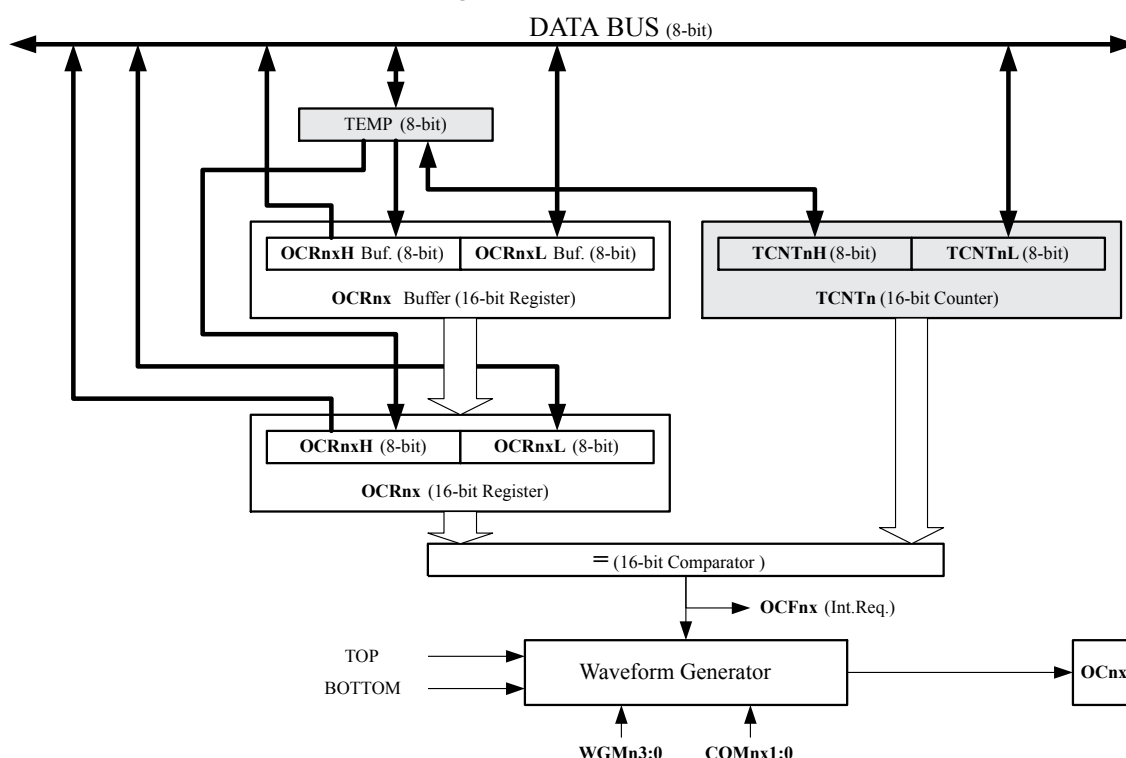 DATA BUS (8-bit)
TEMP (8-bit)
OCRnxH Buf. (8-bit) OCRnxL Buf. (8-bit)
OCRnx Buffer (16-bit Register)
TCNTnH (8-bit) TCNTnL (8-bit)
TCNTn (16-bit Counter)
OCRnxH (8-bit) OCRnxL (8-bit)
OCRnx (16-bit Register)
= (16-bit Comparator )
OCFnx (Int.Req.)
TOP
BOTTOM
Waveform Generator
OCnx
WGMn3:0 COMnx1:0